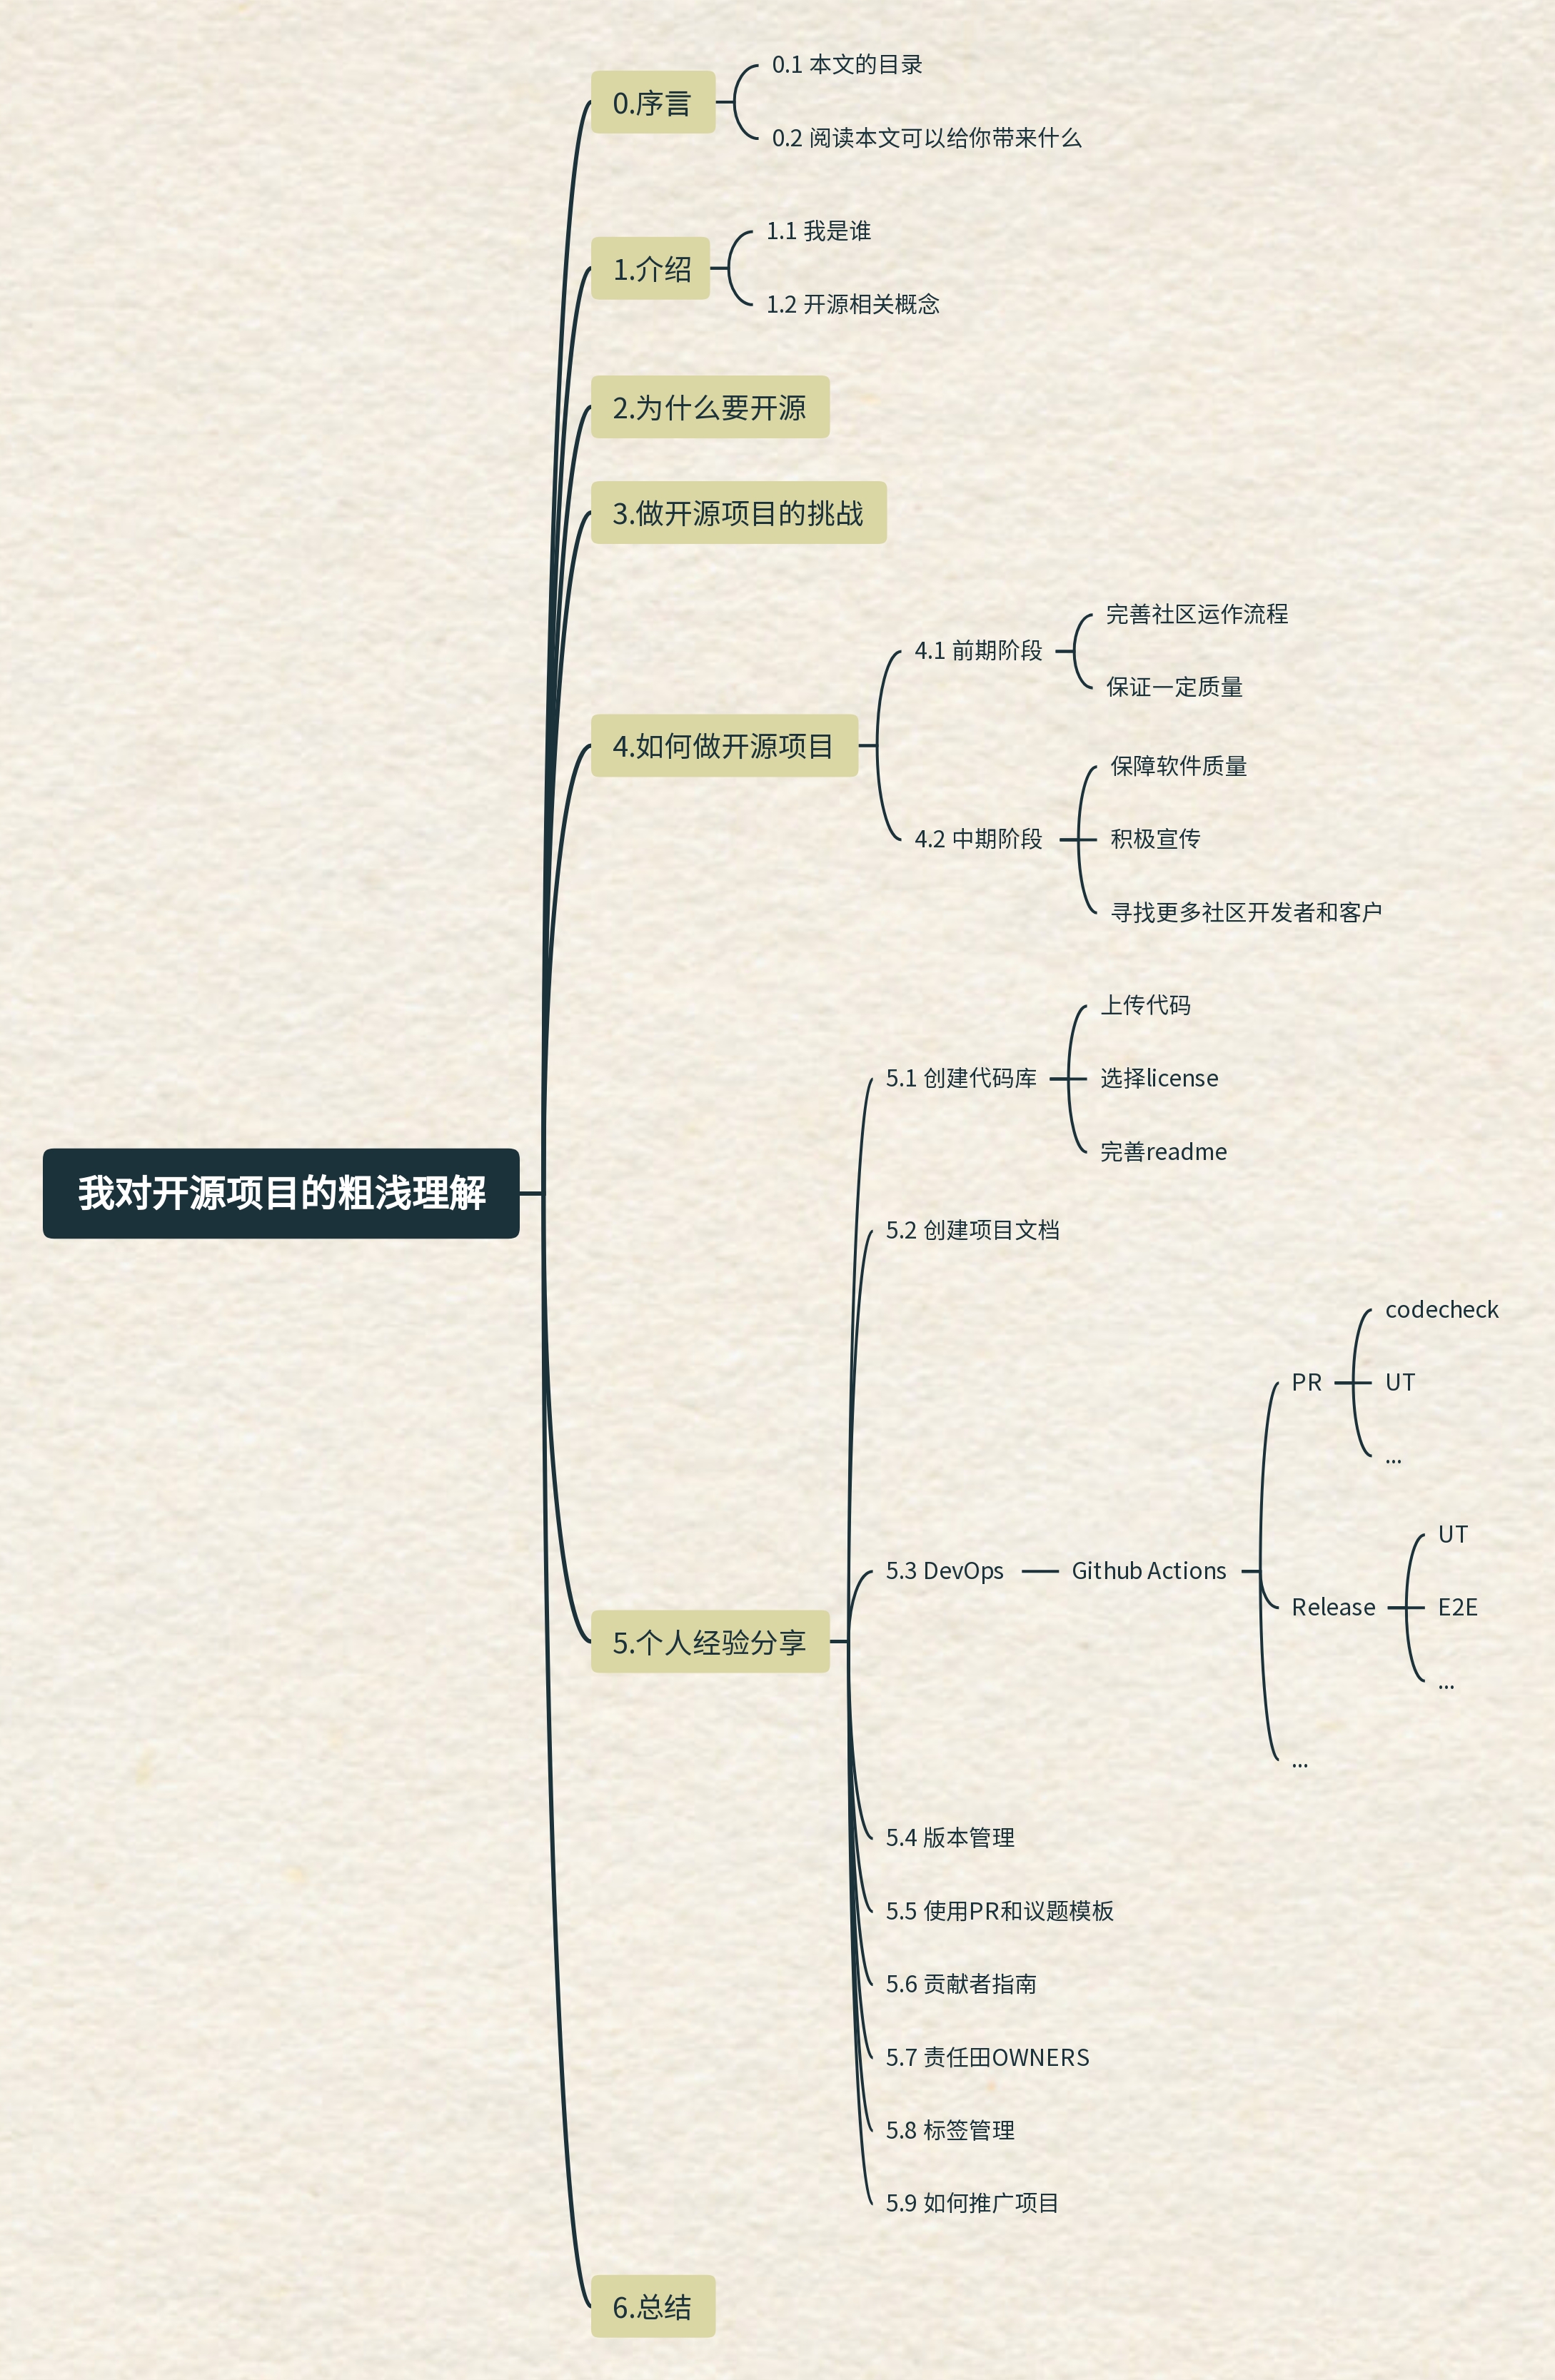 0.序言
0.1 本文的目录
0.2 阅读本文可以给你带来什么
1.介绍
1.1 我是谁
1.2 开源相关概念
2.为什么要开源
3.做开源项目的挑战
4.如何做开源项目
4.1 前期阶段
完善社区运作流程
保证一定质量
4.2 中期阶段
保障软件质量
积极宣传
寻找更多社区开发者和客户
我对开源项目的粗浅理解
5.个人经验分享
5.1 创建代码库
上传代码
选择license
完善readme
5.2 创建项目文档
5.3 DevOps
Github Actions
PR
codecheck
UT
...
Release
UT
E2E
...
...
5.4 版本管理
5.5 使用PR和议题模板
5.6 贡献者指南
5.7 责任田OWNERS
5.8 标签管理
5.9 如何推广项目
6.总结